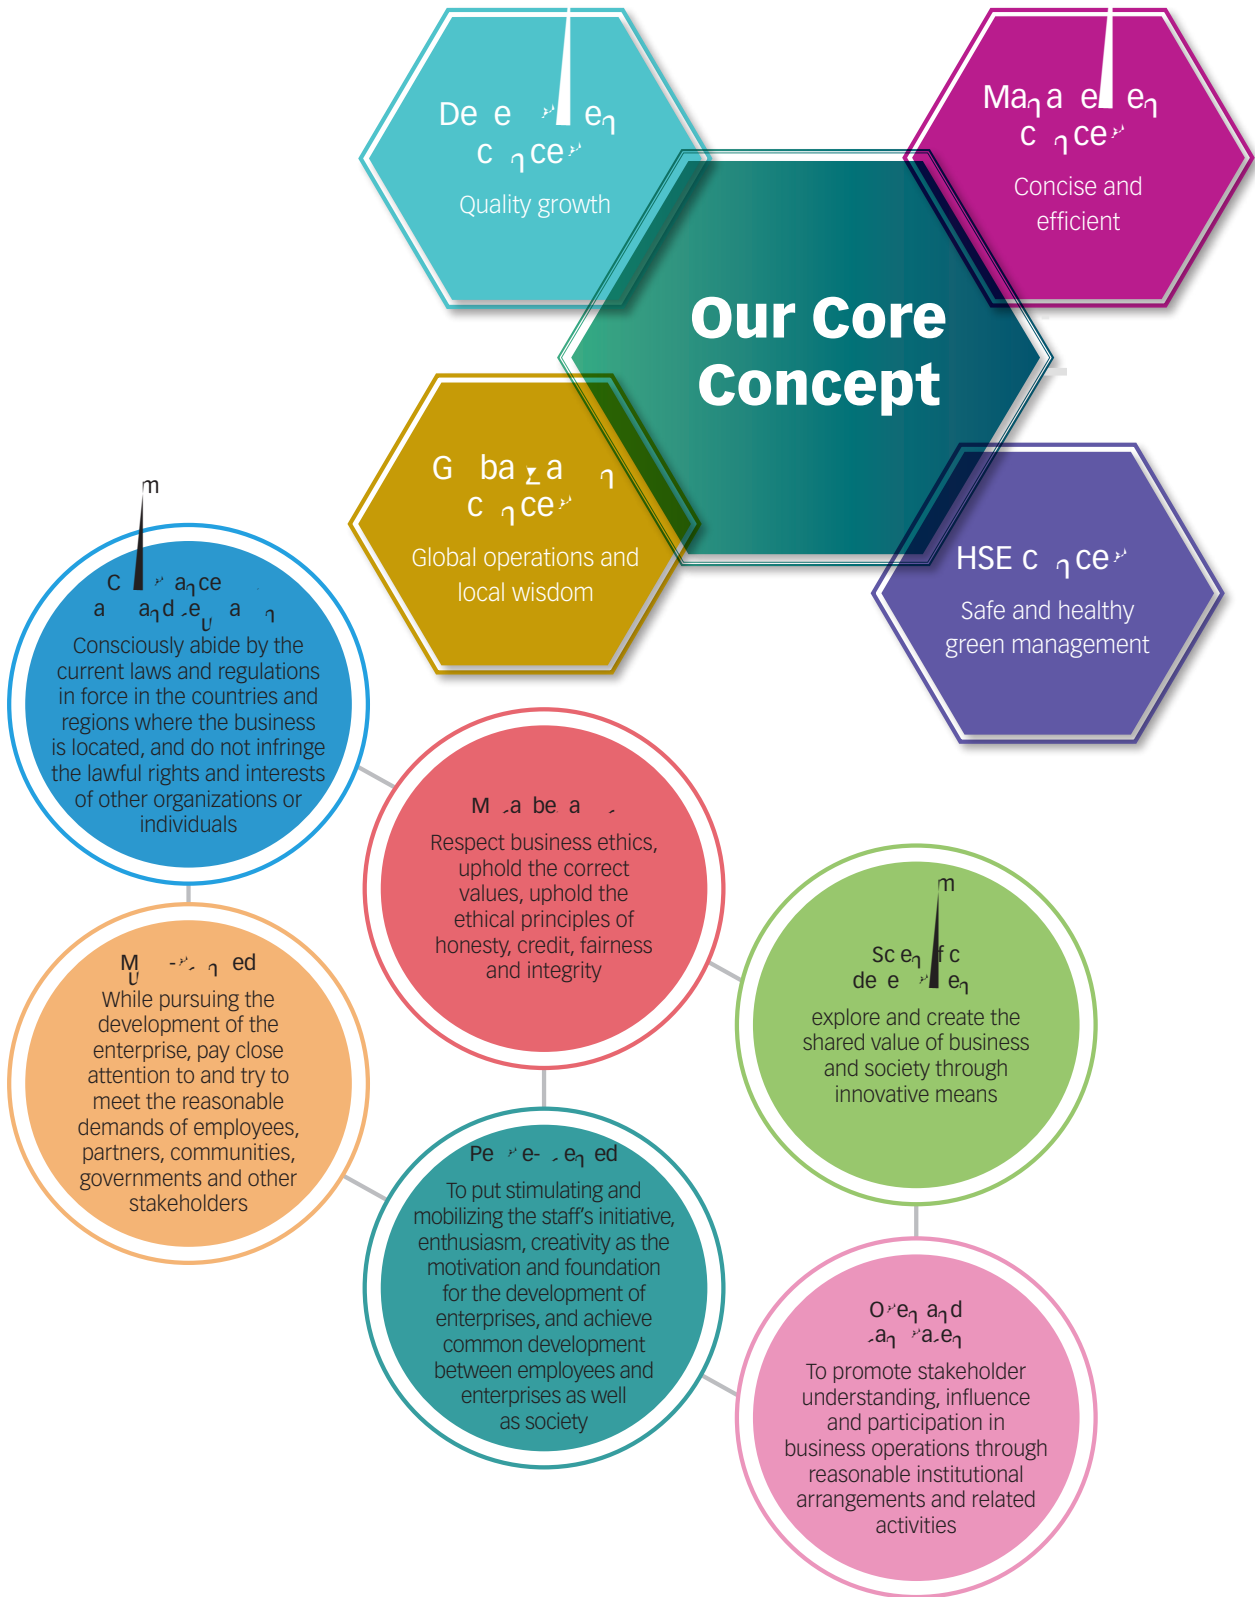 Quality growth
Concise and
efficient
Our Core
Concept
Global operations and
local wisdom
HSE
Safe and healthy
green management
Consciously abide by the
current laws and regulations
in force in the countries and
regions where the business
is located, and do not infringe
the lawful rights and interests
of other organizations or
individuals
Respect business ethics,
uphold the correct
values, uphold the
ethical principles of
honesty, credit, fairness
and integrity
explore and create the
shared value of business
and society through
innovative means
While pursuing the
development of the
enterprise, pay close
attention to and try to
meet the reasonable
demands of employees,
partners, communities,
governments and other
stakeholders
To put stimulating and
mobilizing the staff's initiative,
enthusiasm, creativity as the
motivation and foundation
for the development of
enterprises, and achieve
common development
between employees and
enterprises as well
as society
To promote stakeholder
understanding, influence
and participation in
business operations through
reasonable institutional
arrangements and related
activities